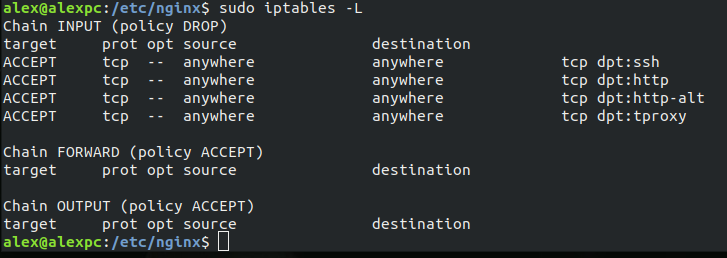 alex@alexpc:/etc/nginx$ sudo iptables -L
Chain INPUT (policy DROP)
target     prot opt source               destination
ACCEPT     tcp  --  anywhere             anywhere             tcp dpt:ssh
ACCEPT     tcp  --  anywhere             anywhere             tcp dpt:http
ACCEPT     tcp  --  anywhere             anywhere             tcp dpt:http-alt
ACCEPT     tcp  --  anywhere             anywhere             tcp dpt:tproxy
Chain FORWARD (policy ACCEPT)
target     prot opt source               destination
Chain OUTPUT (policy ACCEPT)
target     prot opt source               destination
alex@alexpc:/etc/nginx$